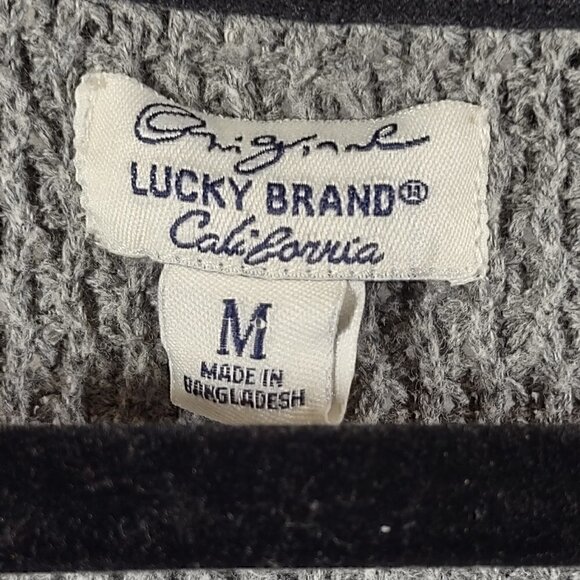 Original
LUCKY BRAND®
California
M
MADE IN
BANGLADESH